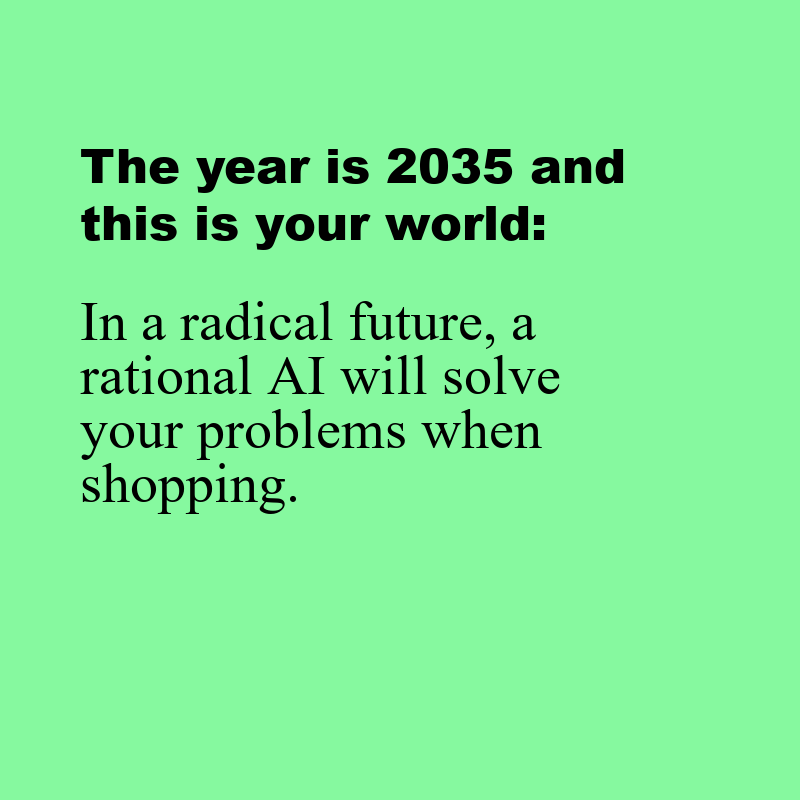 The year is 2035 and
this is your world:
In a radical future, a
rational AI will solve
your problems when
shopping.